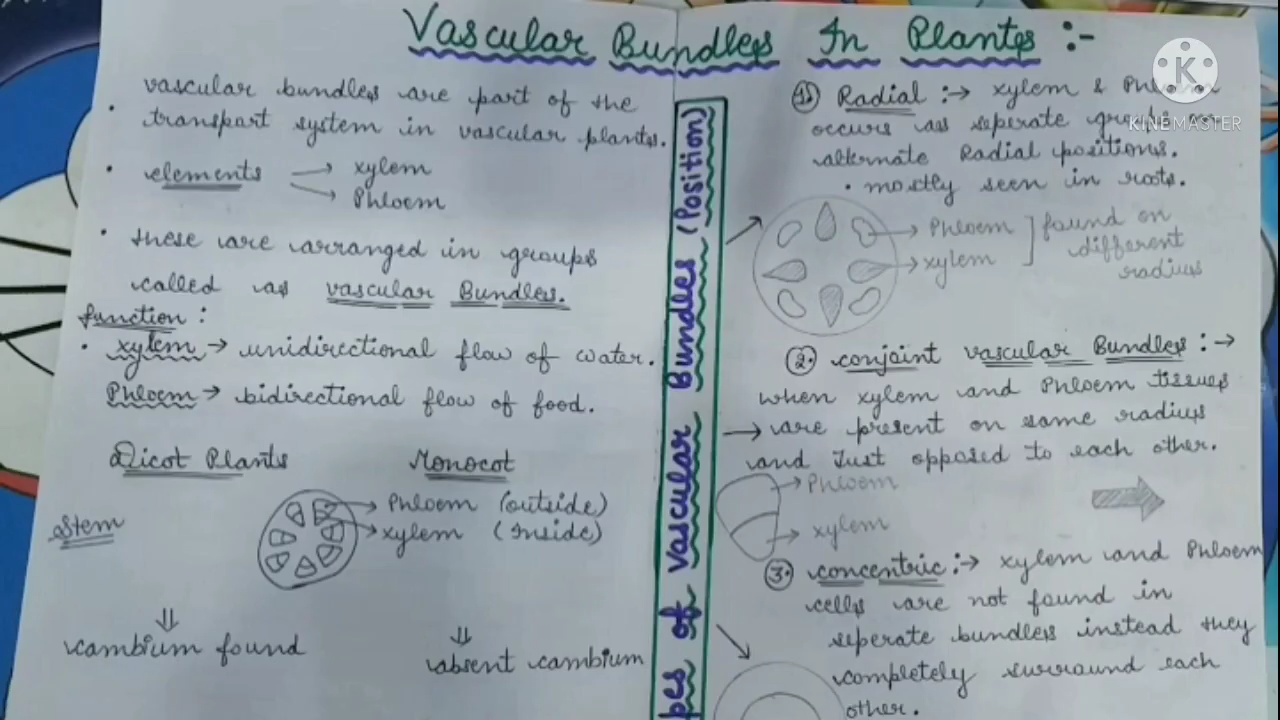 Vascular Bundles In Plants :-
vascular bundles are part of the
transpart system in vascular plants.
elements → xylem
→ Phloem
these are arranged in groups
called as vascular Bundles.
function :
xylem → unidirectional flow of water.
Phloem → bidirectional flow of food.
Dicot Plants
Monocot
Stem
Phloem (outside)
xylem (Inside)
⇓
cambium found
⇓
absent cambium
pes of vascular Bundles (Position)
1) Radial :→ xylem &
occurs as seperate
alternate Radial positions.
• mostly seen in roots.
→ Phloem ] found on
→ xylem different
radius
2. conjoint vascular Bundles :→
when xylem and Phloem tissues
→ are present on same radius
and Just opposed to each other.
→ Phloem
→ xylem
3. concentric :→ xylem and Phloem
cells are not found in
seperate bundles instead they
completely surround each
other.
K
KINEMASTER